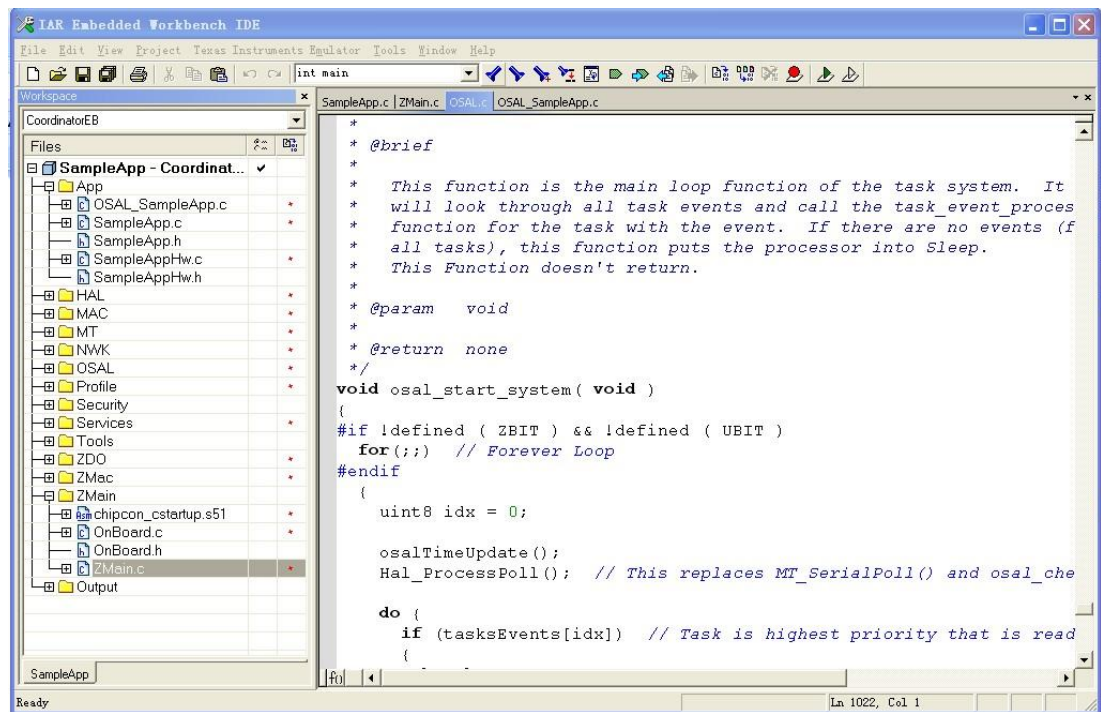 IAR Embedded Workbench IDE
File Edit View Project Texas Instruments Emulator Tools Window Help
int main
Workspace
SampleApp.c | ZMain.c OSAL.c OSAL_SampleApp.c
CoordinatorEB
Files
SampleApp - Coordinat...
App
OSAL_SampleApp.c
SampleApp.c
SampleApp.h
SampleAppHw.c
SampleAppHw.h
HAL
MAC
MT
NWK
OSAL
Profile
Security
Services
Tools
ZDO
ZMac
ZMain
chipcon_cstartup.s51
OnBoard.c
OnBoard.h
ZMain.c
Output
SampleApp
*
* @brief
*
* This function is the main loop function of the task system. It
* will look through all task events and call the task_event_proces
* function for the task with the event. If there are no events (f
* all tasks), this function puts the processor into Sleep.
* This Function doesn't return.
*
* @param void
*
* @return none
*/
void osal_start_system( void )
{
#if !defined ( ZBIT ) && !defined ( UBIT )
for(;;) // Forever Loop
#endif
{
uint8 idx = 0;
osalTimeUpdate();
Hal_ProcessPoll(); // This replaces MT_SerialPoll() and osal_che
do {
if (tasksEvents[idx]) // Task is highest priority that is read
{
f()
Ready
Ln 1022, Col 1